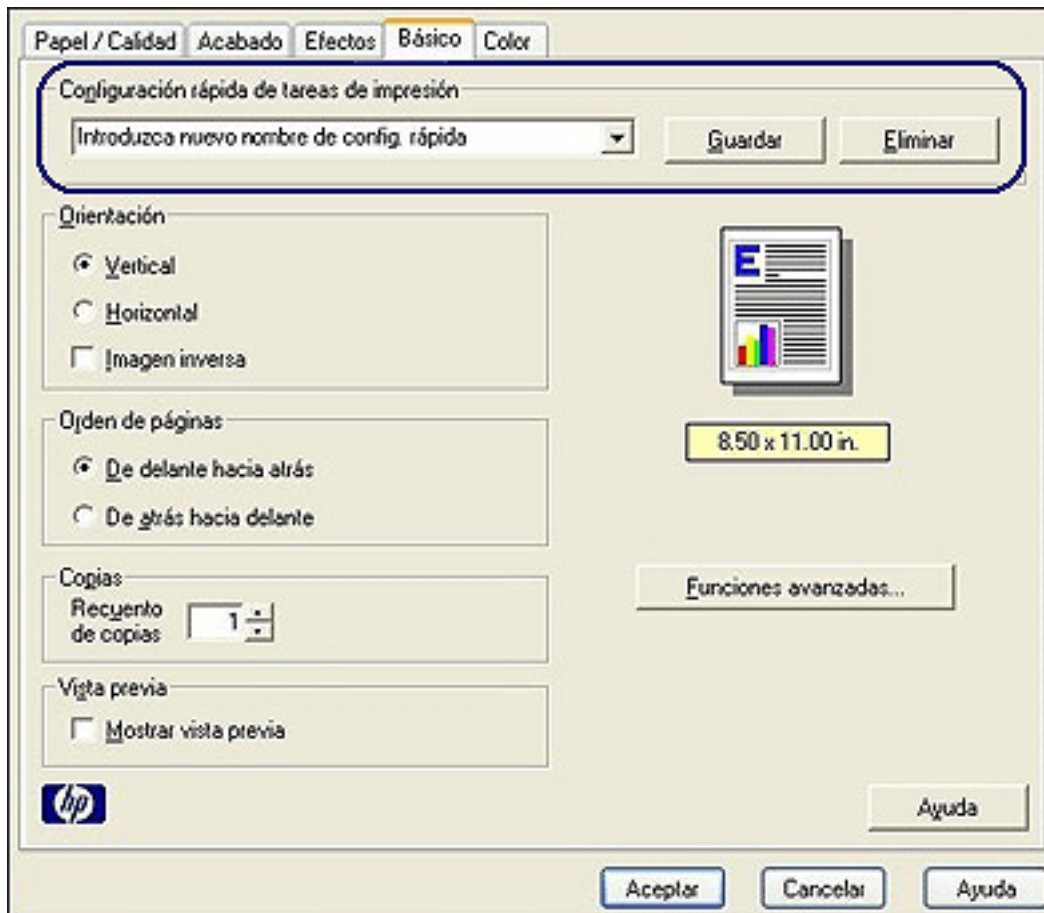 Papel / Calidad Acabado Efectos Básico Color
Configuración rápida de tareas de impresión
Introduzca nuevo nombre de config. rápida Guardar Eliminar
Orientación
Vertical
Horizontal
Imagen inversa
E
8.50 x 11.00 in.
Orden de páginas
De delante hacia atrás
De atrás hacia delante
Funciones avanzadas...
Copias
Recuento
de copias 1
Vista previa
Mostrar vista previa
hp
Ayuda
Aceptar Cancelar Ayuda